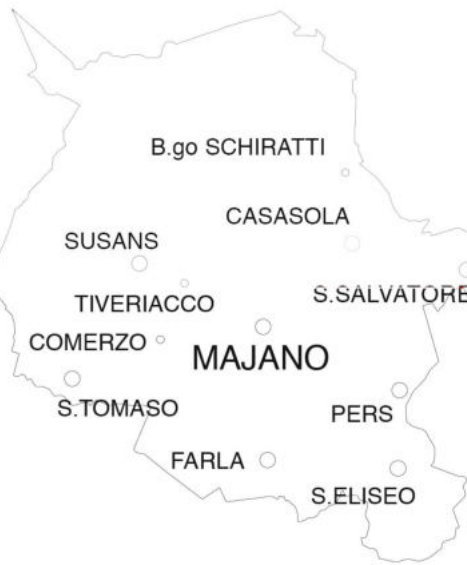 B.go SCHIRATTI
CASASOLA
SUSANS
S.SALVATORE
TIVERIACCO
COMERZO
MAJANO
S.TOMASO
PERS
FARLA
S.ELISEO